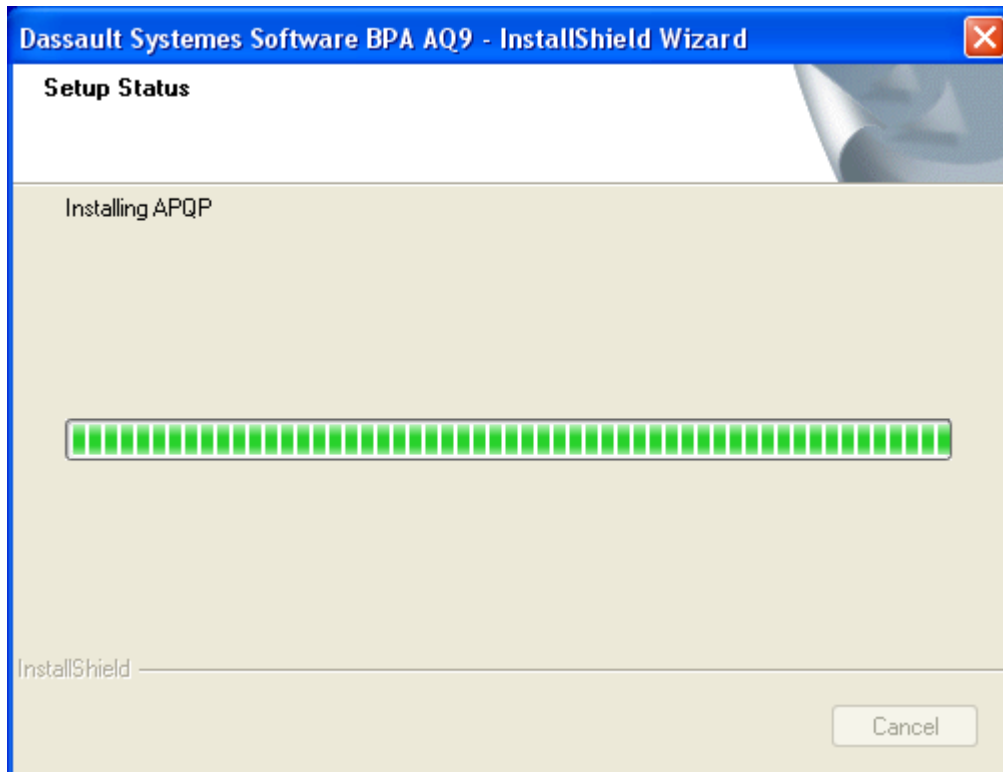 Dassault Systemes Software BPA AQ9 - InstallShield Wizard
Setup Status
Installing APQP
InstallShield
Cancel